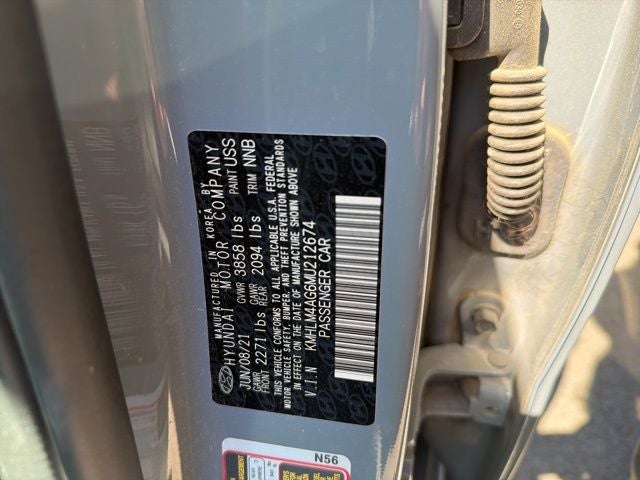 MANUFACTURED IN KOREA BY
HYUNDAI MOTOR COMPANY
JUN/08/21 GVWR 3858 lbs PAINT USS
GAWR FRONT 2271 lbs GAWR REAR 2094 lbs TRIM NNB
THIS VEHICLE CONFORMS TO ALL APPLICABLE U.S.A. FEDERAL
MOTOR VEHICLE SAFETY, BUMPER, AND THEFT PREVENTION STANDARDS
IN EFFECT ON THE DATE OF MANUFACTURE SHOWN ABOVE
V.I.N KMHLM4AG6MU212674
PASSENGER CAR
N56